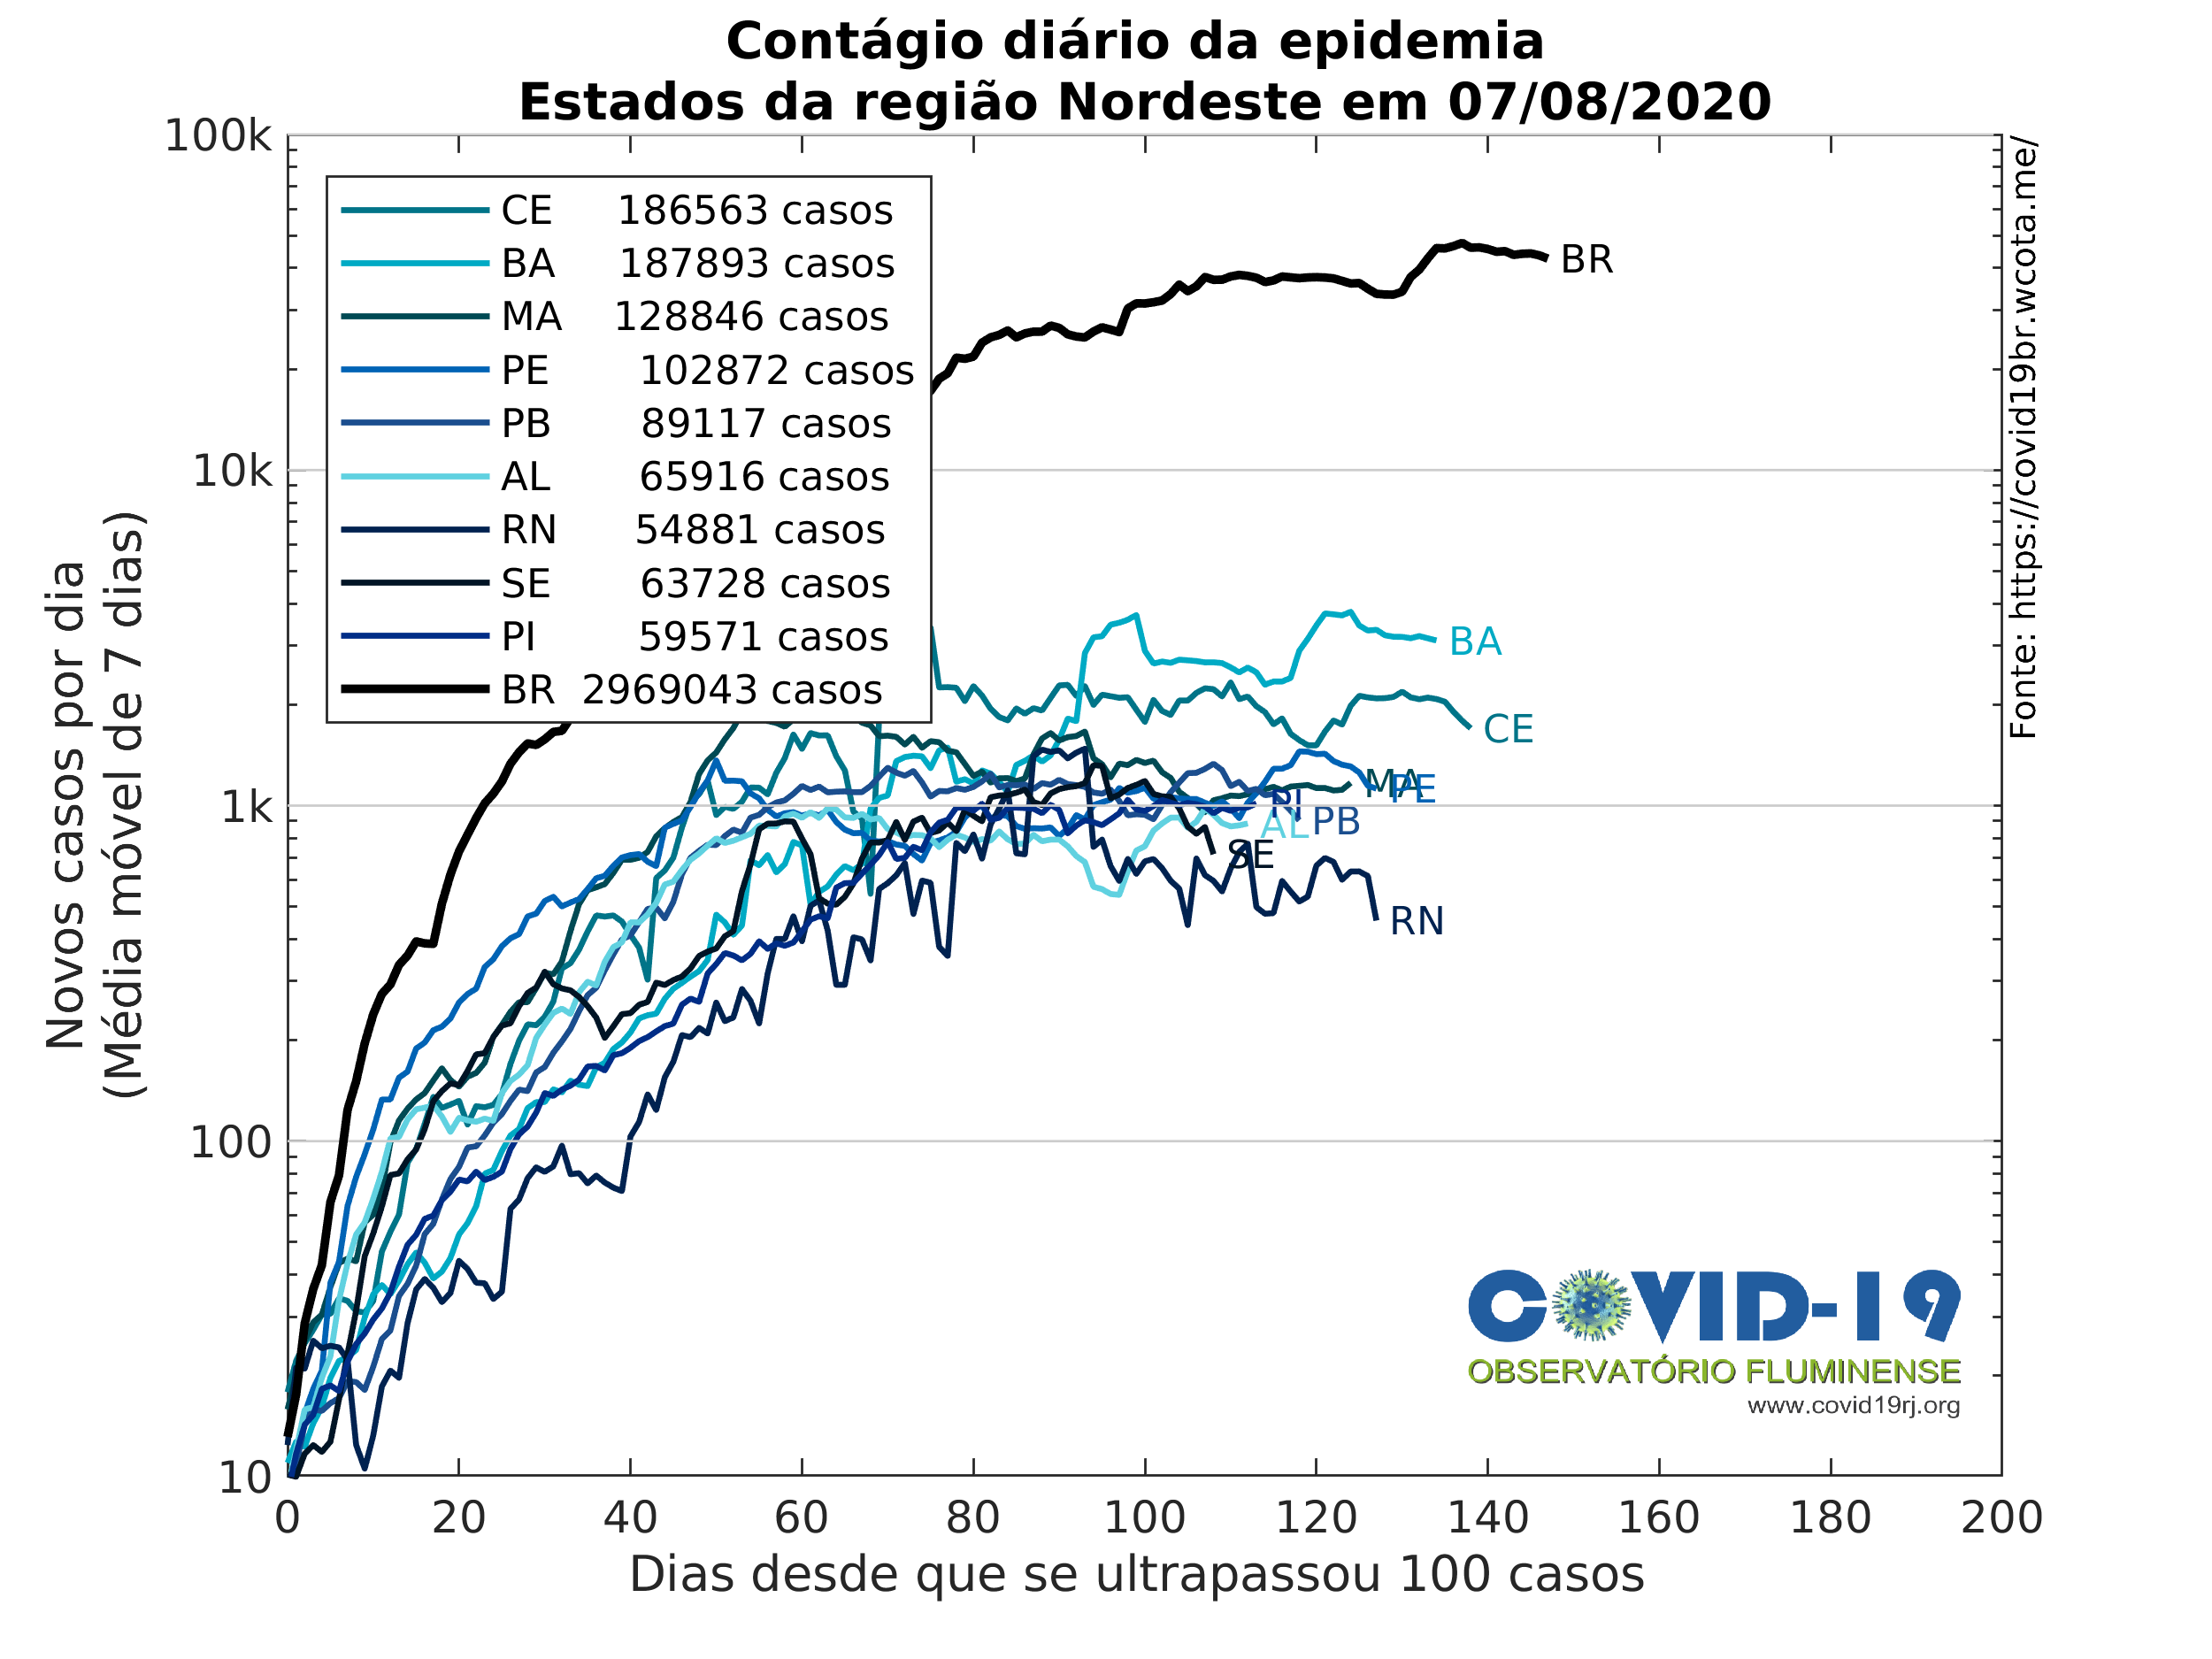 Contágio diário da epidemia
Estados da região Nordeste em 07/08/2020
Novos casos por dia
(Média móvel de 7 dias)
100k
10k
1k
100
10
CE 186563 casos
BA 187893 casos
MA 128846 casos
PE 102872 casos
PB 89117 casos
AL 65916 casos
RN 54881 casos
SE 63728 casos
PI 59571 casos
BR 2969043 casos
BR
BA
CE
MA
PE
PI
AL
PB
SE
RN
Fonte: https://covid19br.wcota.me/
COVID-19
OBSERVATÓRIO FLUMINENSE
www.covid19rj.org
0 20 40 60 80 100 120 140 160 180 200
Dias desde que se ultrapassou 100 casos